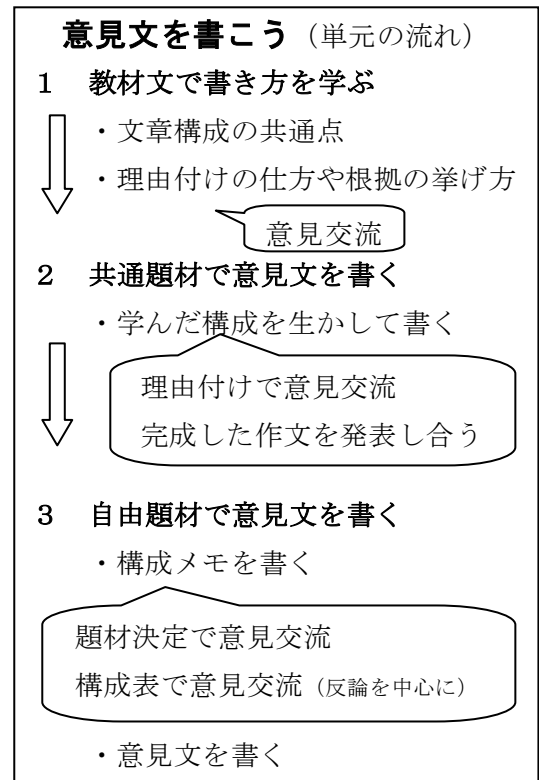 意見文を書こう（単元の流れ）
１　教材文で書き方を学ぶ
・文章構成の共通点
・理由付けの仕方や根拠の挙げ方
意見交流
２　共通題材で意見文を書く
・学んだ構成を生かして書く
理由付けで意見交流
完成した作文を発表し合う
３　自由題材で意見文を書く
・構成メモを書く
題材決定で意見交流
構成表で意見交流（反論を中心に）
・意見文を書く